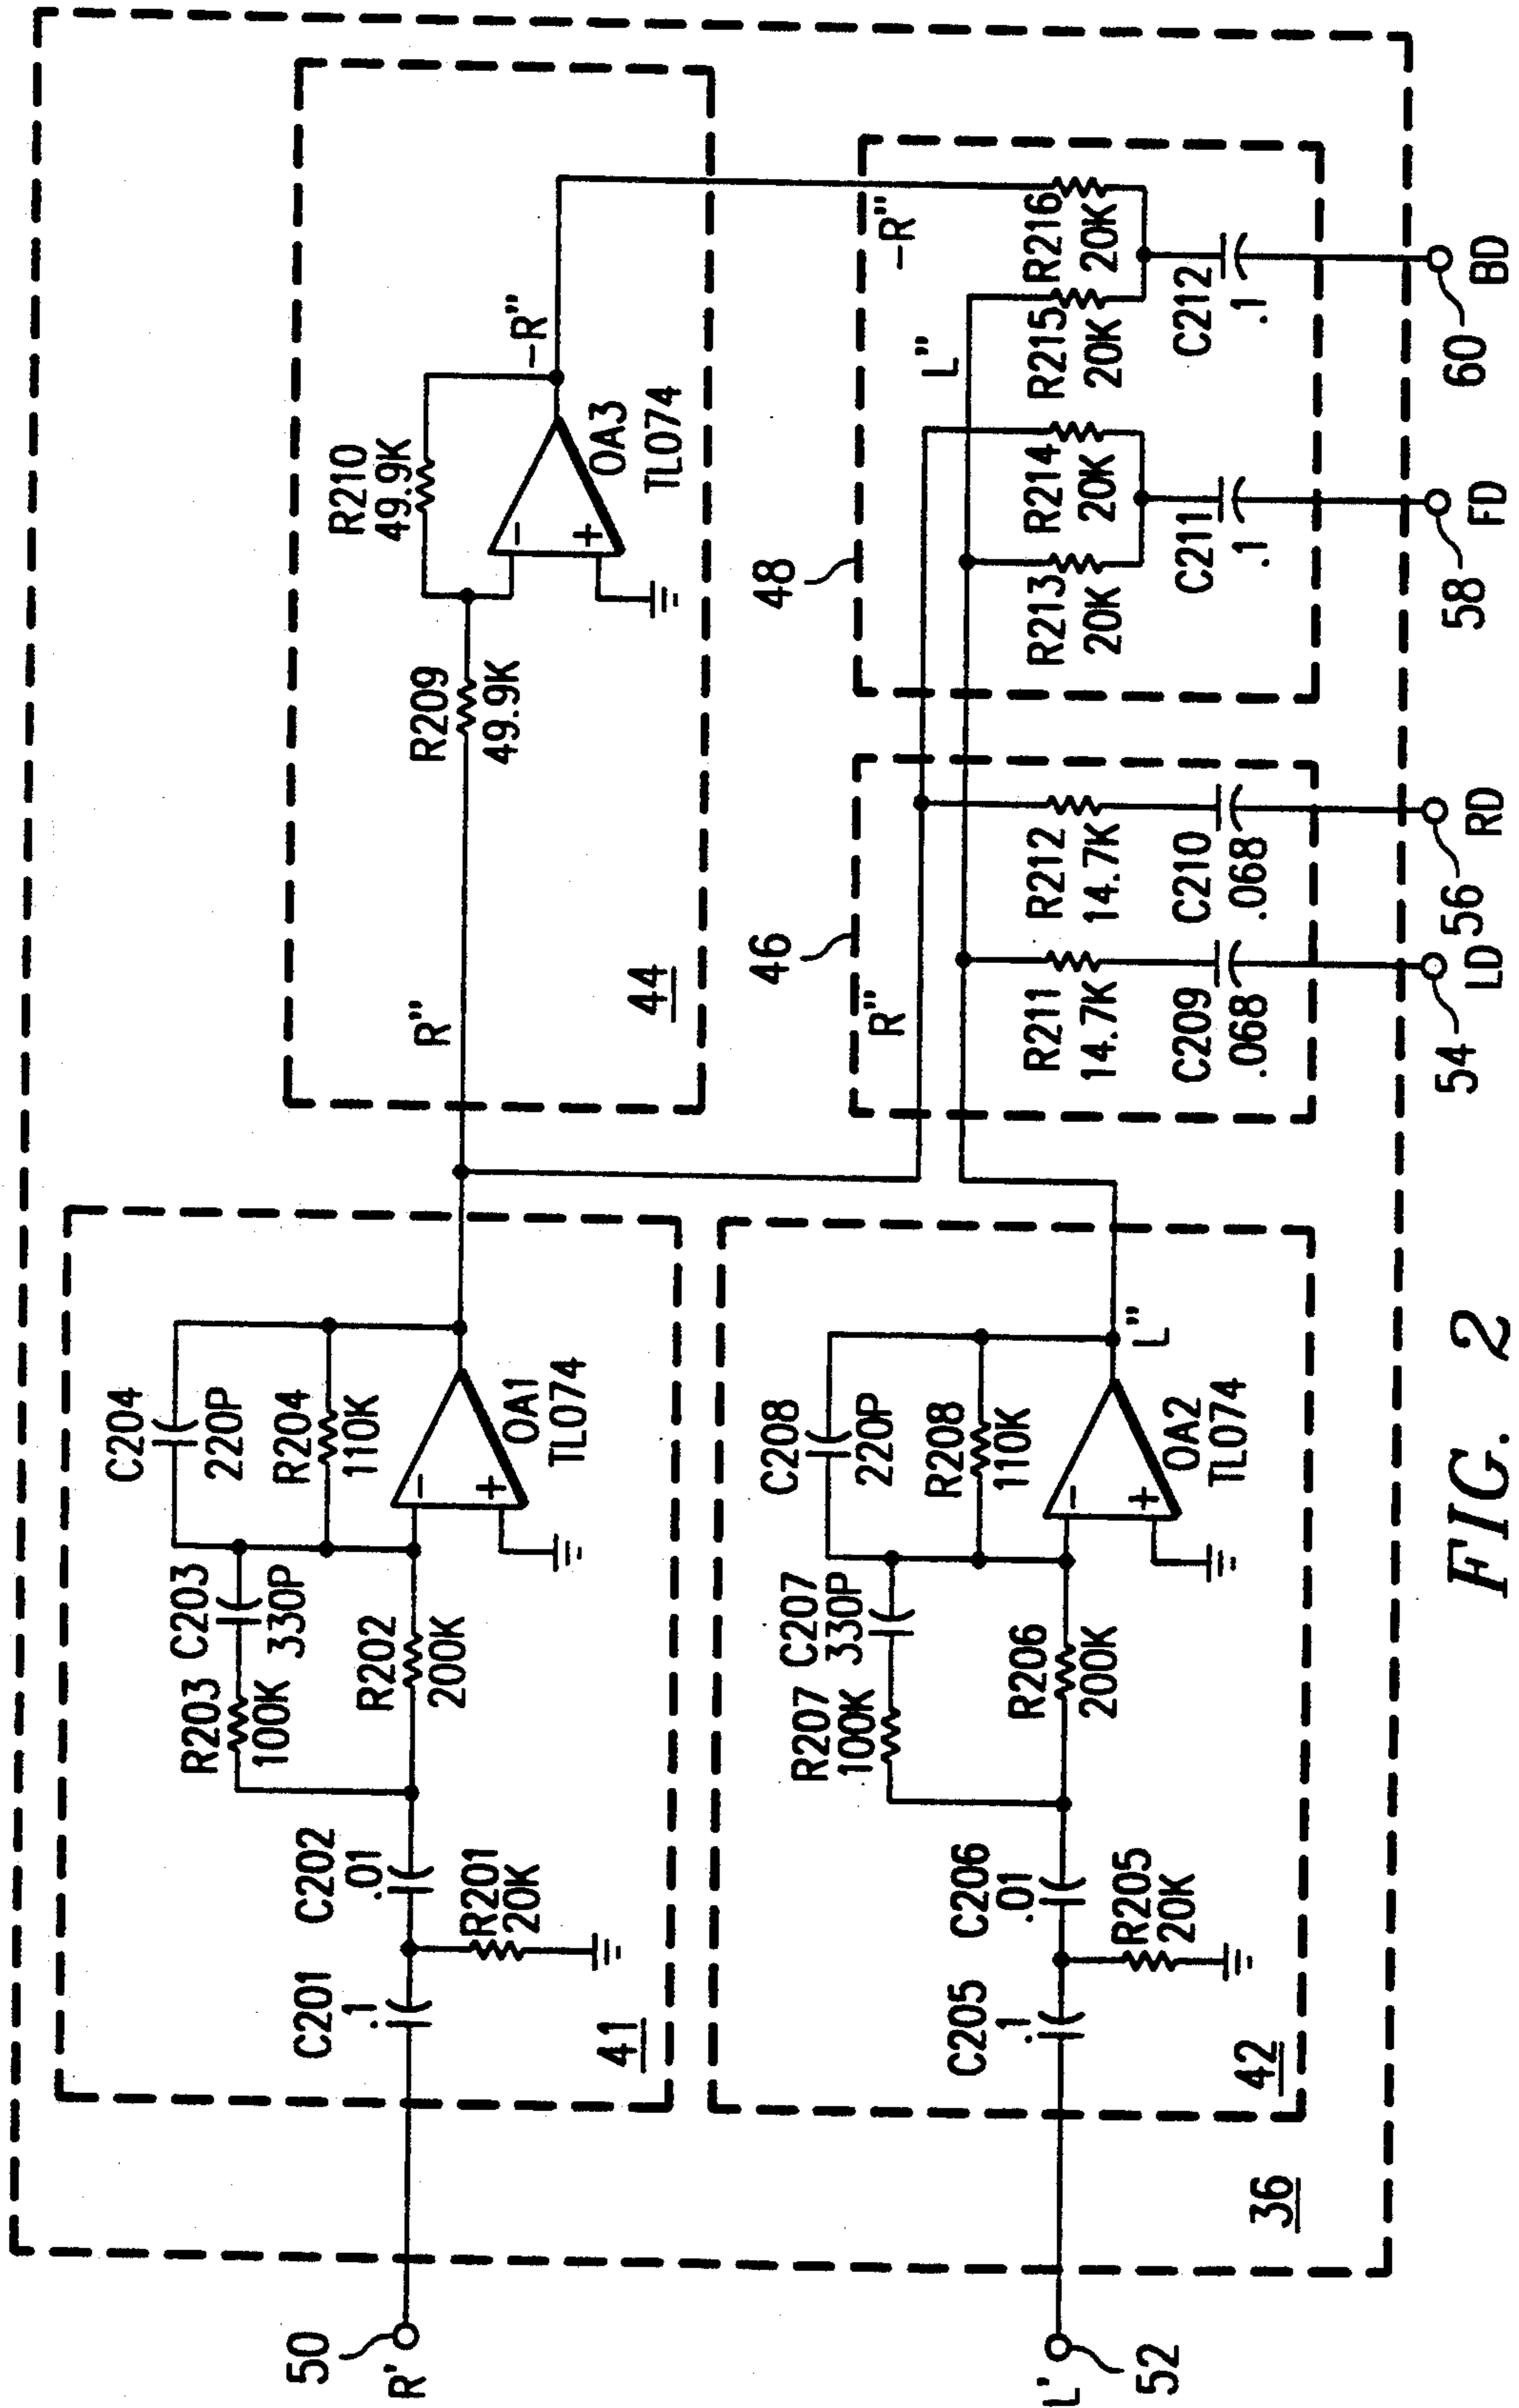 C204
220P
R204
110K
C203
330P
R203
100K
R202
200K
C202
.01
C201
.1
R201
20K
−
+
OA1
TL074
41
50
R'
R"
R209
49.9K
R210
49.9K
−
+
OA3
TL074
−R"
44
C208
220P
R208
110K
C207
330P
R207
100K
R206
200K
C206
.01
C205
.1
R205
20K
−
+
OA2
TL074
L"
42
36
52
L'
46
R"
R211
14.7K
R212
14.7K
C209
.068
C210
.068
48
L"
−R"
R213
20K
R214
20K
R215
20K
R216
20K
C211
.1
C212
.1
54
LD
56
RD
58
FD
60
BD
FIG. 2